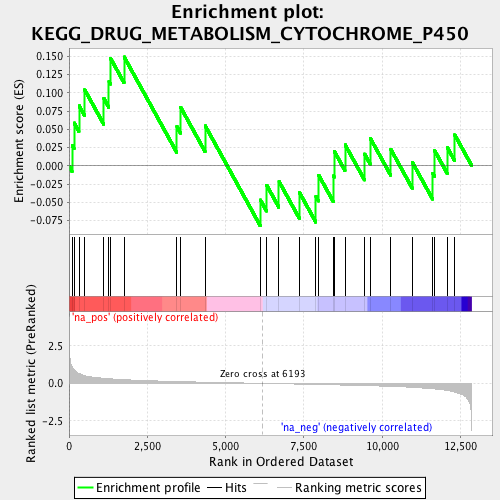 Enrichment plot:
KEGG_DRUG_METABOLISM_CYTOCHROME_P450
Enrichment score (ES)
0.150
0.125
0.100
0.075
0.050
0.025
0.000
-0.025
-0.050
-0.075
'na_pos' (positively correlated)
Ranked list metric (PreRanked)
2.5
0.0
-2.5
Zero cross at 6193
'na_neg' (negatively correlated)
0 2,500 5,000 7,500 10,000 12,500
Rank in Ordered Dataset
Enrichment profile Hits Ranking metric scores